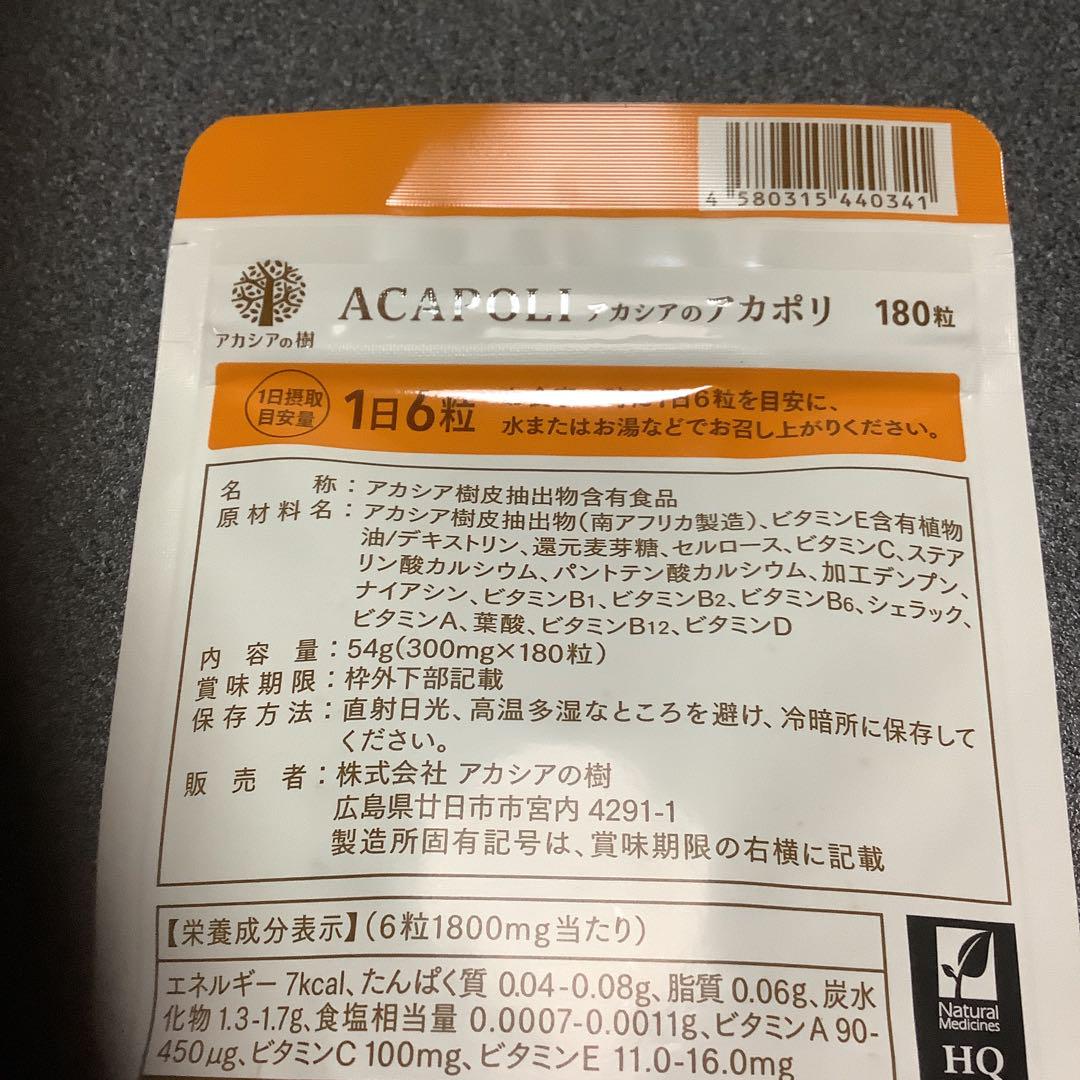 4 580315 440341
アカシアの樹
ACAPOLI アカシアのアカポリ 180粒
1日摂取
目安量
1日6粒
1日6粒を目安に、
水またはお湯などでお召し上がりください。
名称：アカシア樹皮抽出物含有食品
原材料名：アカシア樹皮抽出物（南アフリカ製造）、ビタミンE含有植物
油/デキストリン、還元麦芽糖、セルロース、ビタミンC、ステア
リン酸カルシウム、パントテン酸カルシウム、加工デンプン、
ナイアシン、ビタミンB1、ビタミンB2、ビタミンB6、シェラック、
ビタミンA、葉酸、ビタミンB12、ビタミンD
内容量：54g(300mg×180粒)
賞味期限：枠外下部記載
保存方法：直射日光、高温多湿なところを避け、冷暗所に保存して
ください。
販売者：株式会社 アカシアの樹
広島県廿日市市宮内 4291-1
製造所固有記号は、賞味期限の右横に記載
【栄養成分表示】(6粒1800mg当たり)
エネルギー 7kcal、たんぱく質 0.04-0.08g、脂質 0.06g、炭水
化物 1.3-1.7g、食塩相当量 0.0007-0.0011g、ビタミンA 90-
450μg、ビタミンC 100mg、ビタミンE 11.0-16.0mg
Natural
Medicines
HQ